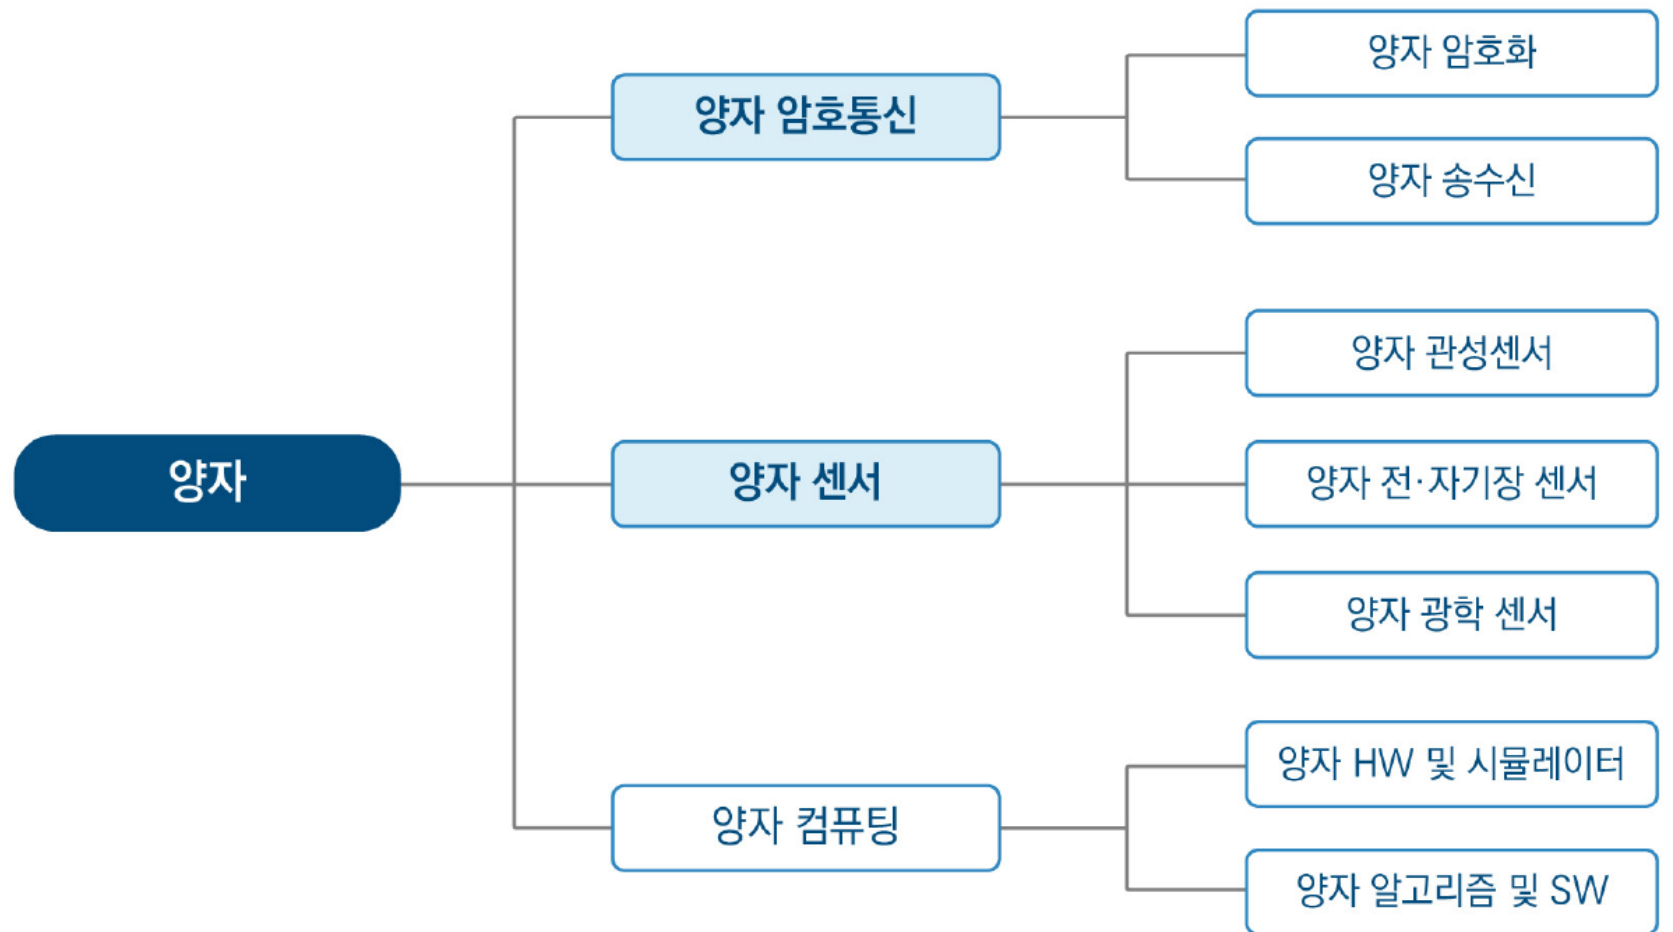 양자
양자 암호통신
양자 암호화
양자 송수신
양자 센서
양자 관성센서
양자 전·자기장 센서
양자 광학 센서
양자 컴퓨팅
양자 HW 및 시뮬레이터
양자 알고리즘 및 SW